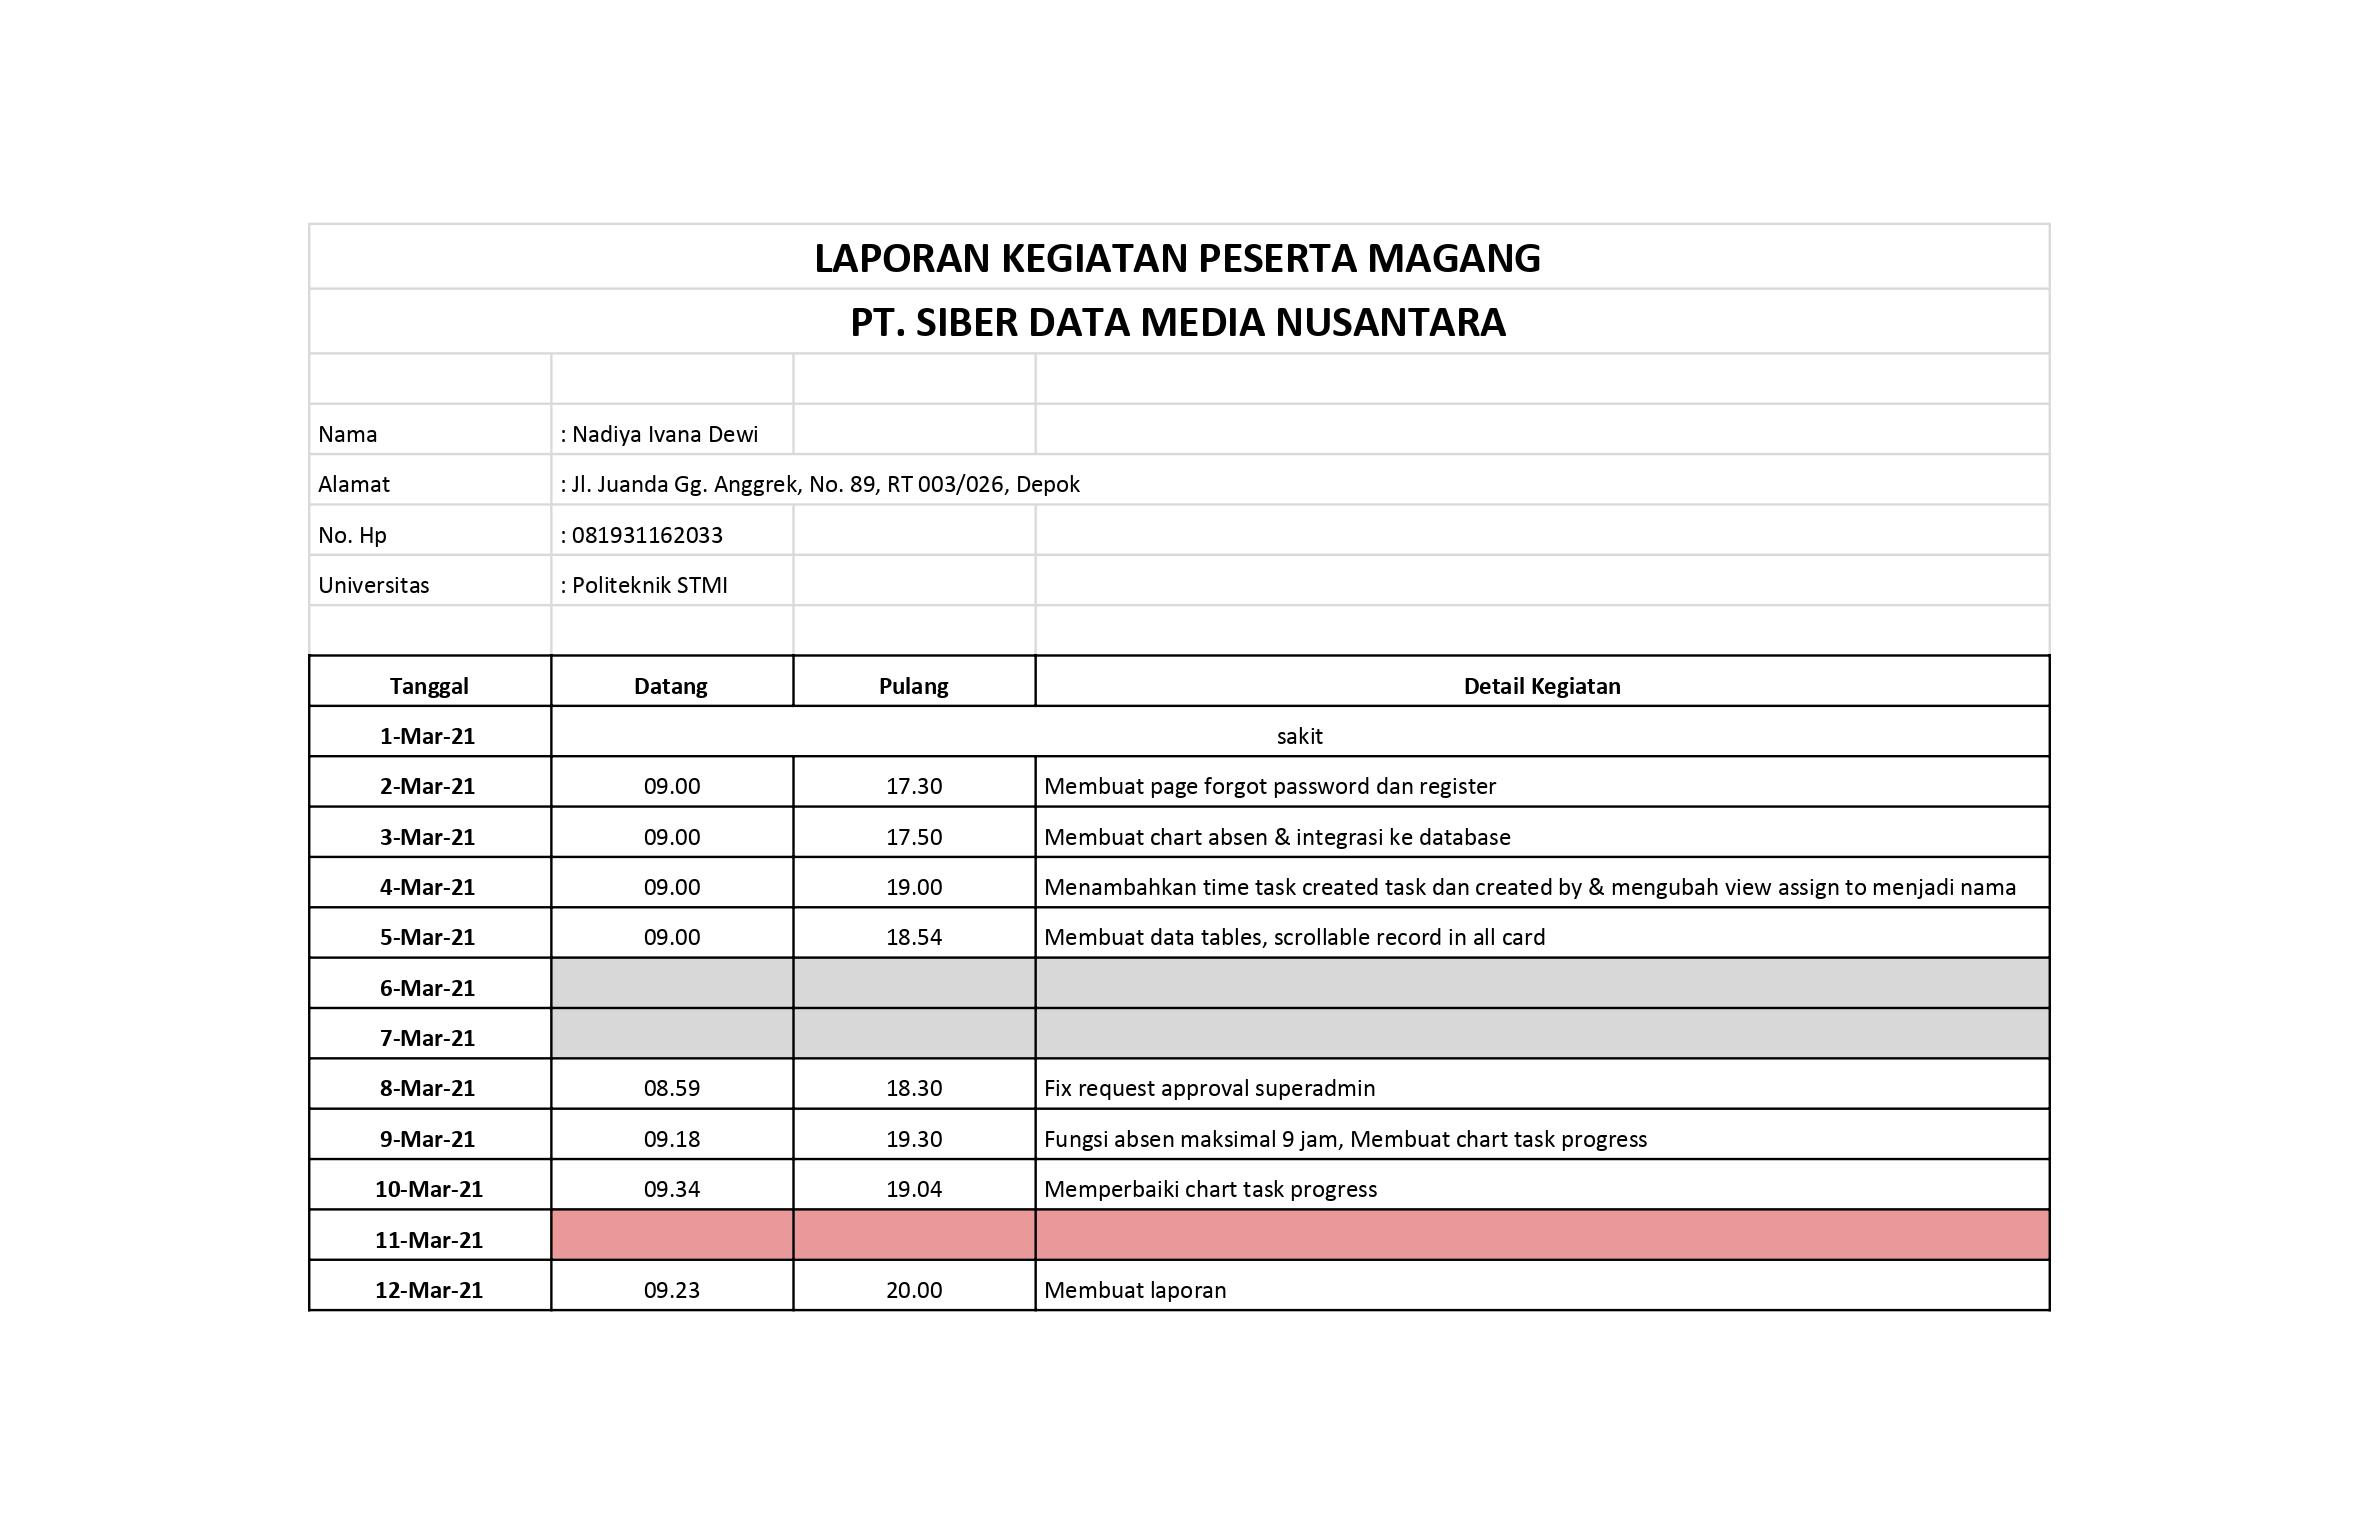 LAPORAN KEGIATAN PESERTA MAGANG
PT. SIBER DATA MEDIA NUSANTARA
Nama : Nadiya Ivana Dewi
Alamat : Jl. Juanda Gg. Anggrek, No. 89, RT 003/026, Depok
No. Hp : 081931162033
Universitas : Politeknik STMI
Tanggal Datang Pulang Detail Kegiatan
1-Mar-21 sakit
2-Mar-21 09.00 17.30 Membuat page forgot password dan register
3-Mar-21 09.00 17.50 Membuat chart absen & integrasi ke database
4-Mar-21 09.00 19.00 Menambahkan time task created task dan created by & mengubah view assign to menjadi nama
5-Mar-21 09.00 18.54 Membuat data tables, scrollable record in all card
6-Mar-21
7-Mar-21
8-Mar-21 08.59 18.30 Fix request approval superadmin
9-Mar-21 09.18 19.30 Fungsi absen maksimal 9 jam, Membuat chart task progress
10-Mar-21 09.34 19.04 Memperbaiki chart task progress
11-Mar-21
12-Mar-21 09.23 20.00 Membuat laporan